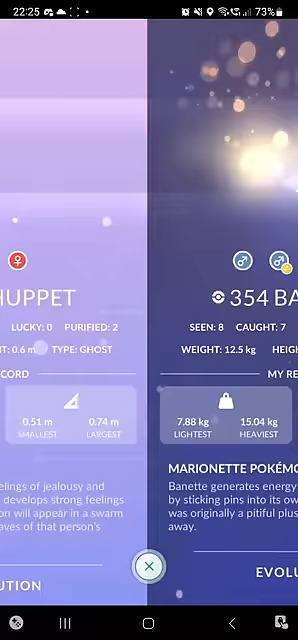 22:25
73%
HUPPET
LUCKY: 0 PURIFIED: 2
T: 0.6 m TYPE: GHOST
CORD
0.51 m 0.74 m
SMALLEST LARGEST
elings of jealousy and
develops strong feelings
on will appear in a swarm
aves of that person's
UTION
354 BA
SEEN: 8 CAUGHT: 7
WEIGHT: 12.5 kg HEIGH
MY RE
7.88 kg 15.04 kg
LIGHTEST HEAVIEST
MARIONETTE POKÉMO
Banette generates energy
by sticking pins into its ow
was originally a pitiful plus
away.
EVOLU